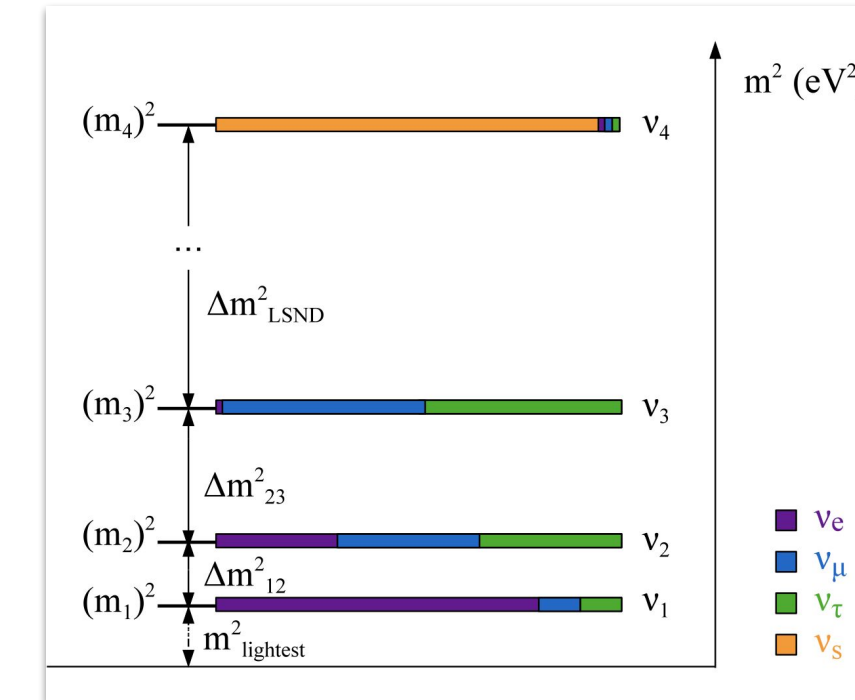 m² (eV²
(m₄)² ν₄
...
Δm²LSND
(m₃)² ν₃
Δm²₂₃
(m₂)² ν₂
Δm²₁₂
(m₁)² ν₁
m²lightest
νe
νμ
ντ
νs